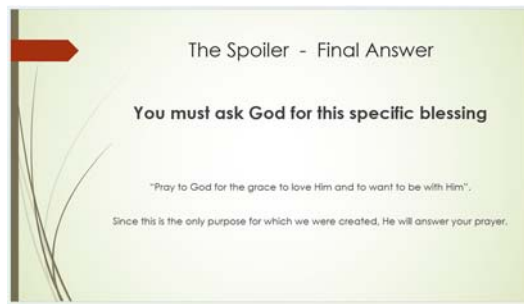 The Spoiler - Final Answer
You must ask God for this specific blessing
"Pray to God for the grace to love Him and to want to be with Him".
Since this is the only purpose for which we were created, He will answer your prayer.